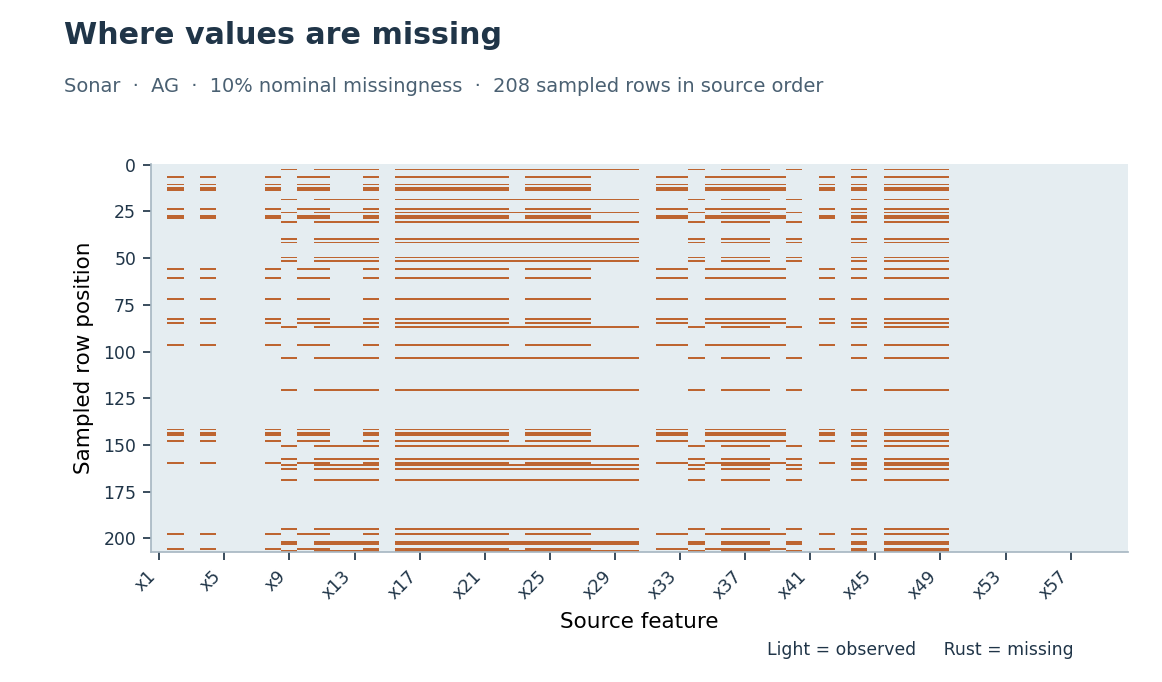 Where values are missing
Sonar · AG · 10% nominal missingness · 208 sampled rows in source order
0
25
50
75
100
125
150
175
200
Sampled row position
x1 x5 x9 x13 x17 x21 x25 x29 x33 x37 x41 x45 x49 x53 x57
Source feature
Light = observed Rust = missing